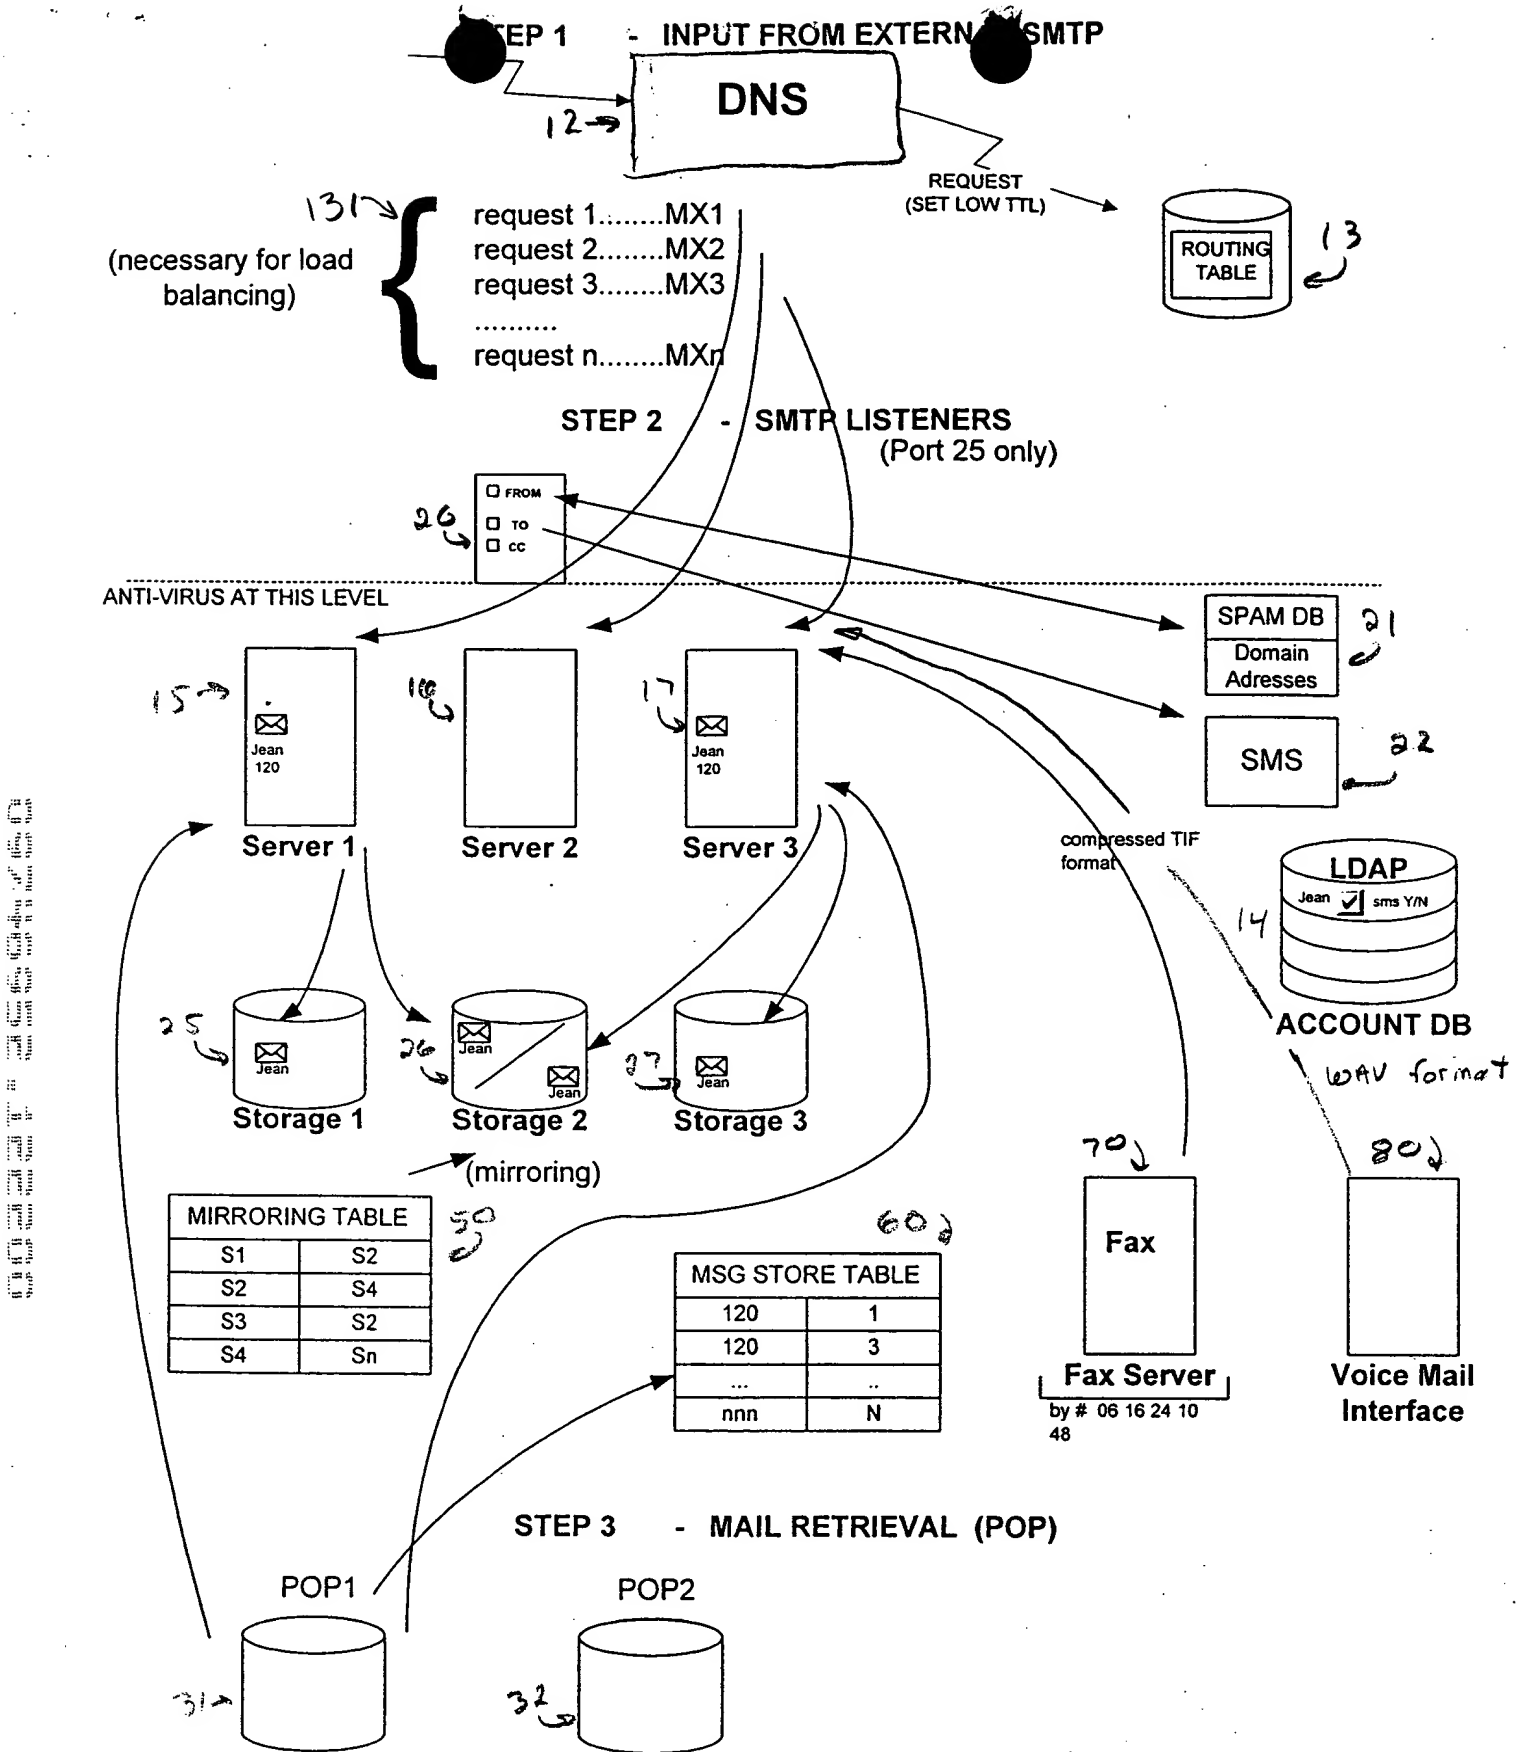 TEP 1 - INPUT FROM EXTERN SMTP
DNS
12
REQUEST
(SET LOW TTL)
131
(necessary for load
balancing)
request 1........MX1
request 2........MX2
request 3........MX3
..........
request n........MXn
ROUTING
TABLE
13
STEP 2 - SMTP LISTENERS
(Port 25 only)
FROM
TO
CC
20
ANTI-VIRUS AT THIS LEVEL
SPAM DB
Domain
Adresses
21
SMS
22
15
Jean
120
Server 1
16
Server 2
17
Jean
120
Server 3
compressed TIF
format
LDAP
Jean sms Y/N
14
ACCOUNT DB
WAV format
25
Jean
Storage 1
26
Jean
Jean
Storage 2
27
Jean
Storage 3
(mirroring)
MIRRORING TABLE
S1 S2
S2 S4
S3 S2
S4 Sn
50
60
MSG STORE TABLE
120 1
120 3
... ..
nnn N
70
Fax
Fax Server
by # 06 16 24 10
48
80
Voice Mail
Interface
STEP 3 - MAIL RETRIEVAL (POP)
POP1
31
POP2
32